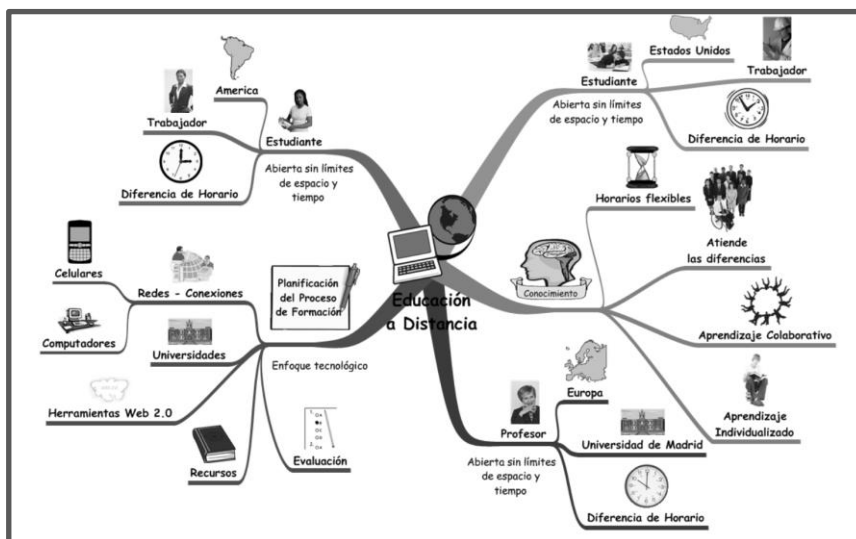 America
Trabajador
Estudiante
Diferencia de Horario
Abierta sin límites
de espacio y
tiempo
Estados Unidos
Estudiante
Trabajador
Abierta sin límites
de espacio y tiempo
Diferencia de Horario
Horarios flexibles
Atiende
las diferencias
Conocimiento
Aprendizaje Colaborativo
Aprendizaje
Individualizado
Educación
a Distancia
Planificación
del Proceso
de Formación
Celulares
Redes - Conexiones
Computadores
Universidades
Enfoque tecnológico
Herramientas Web 2.0
Recursos
Evaluación
Europa
Profesor
Universidad de Madrid
Abierta sin límites
de espacio y
tiempo
Diferencia de Horario